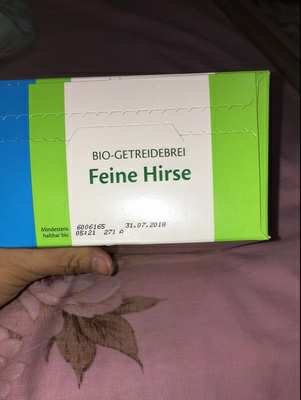 BIO-GETREIDEBREI
Feine Hirse
Mindestens 6006165 31.07.2018
haltbar bis: 05:21 271 A